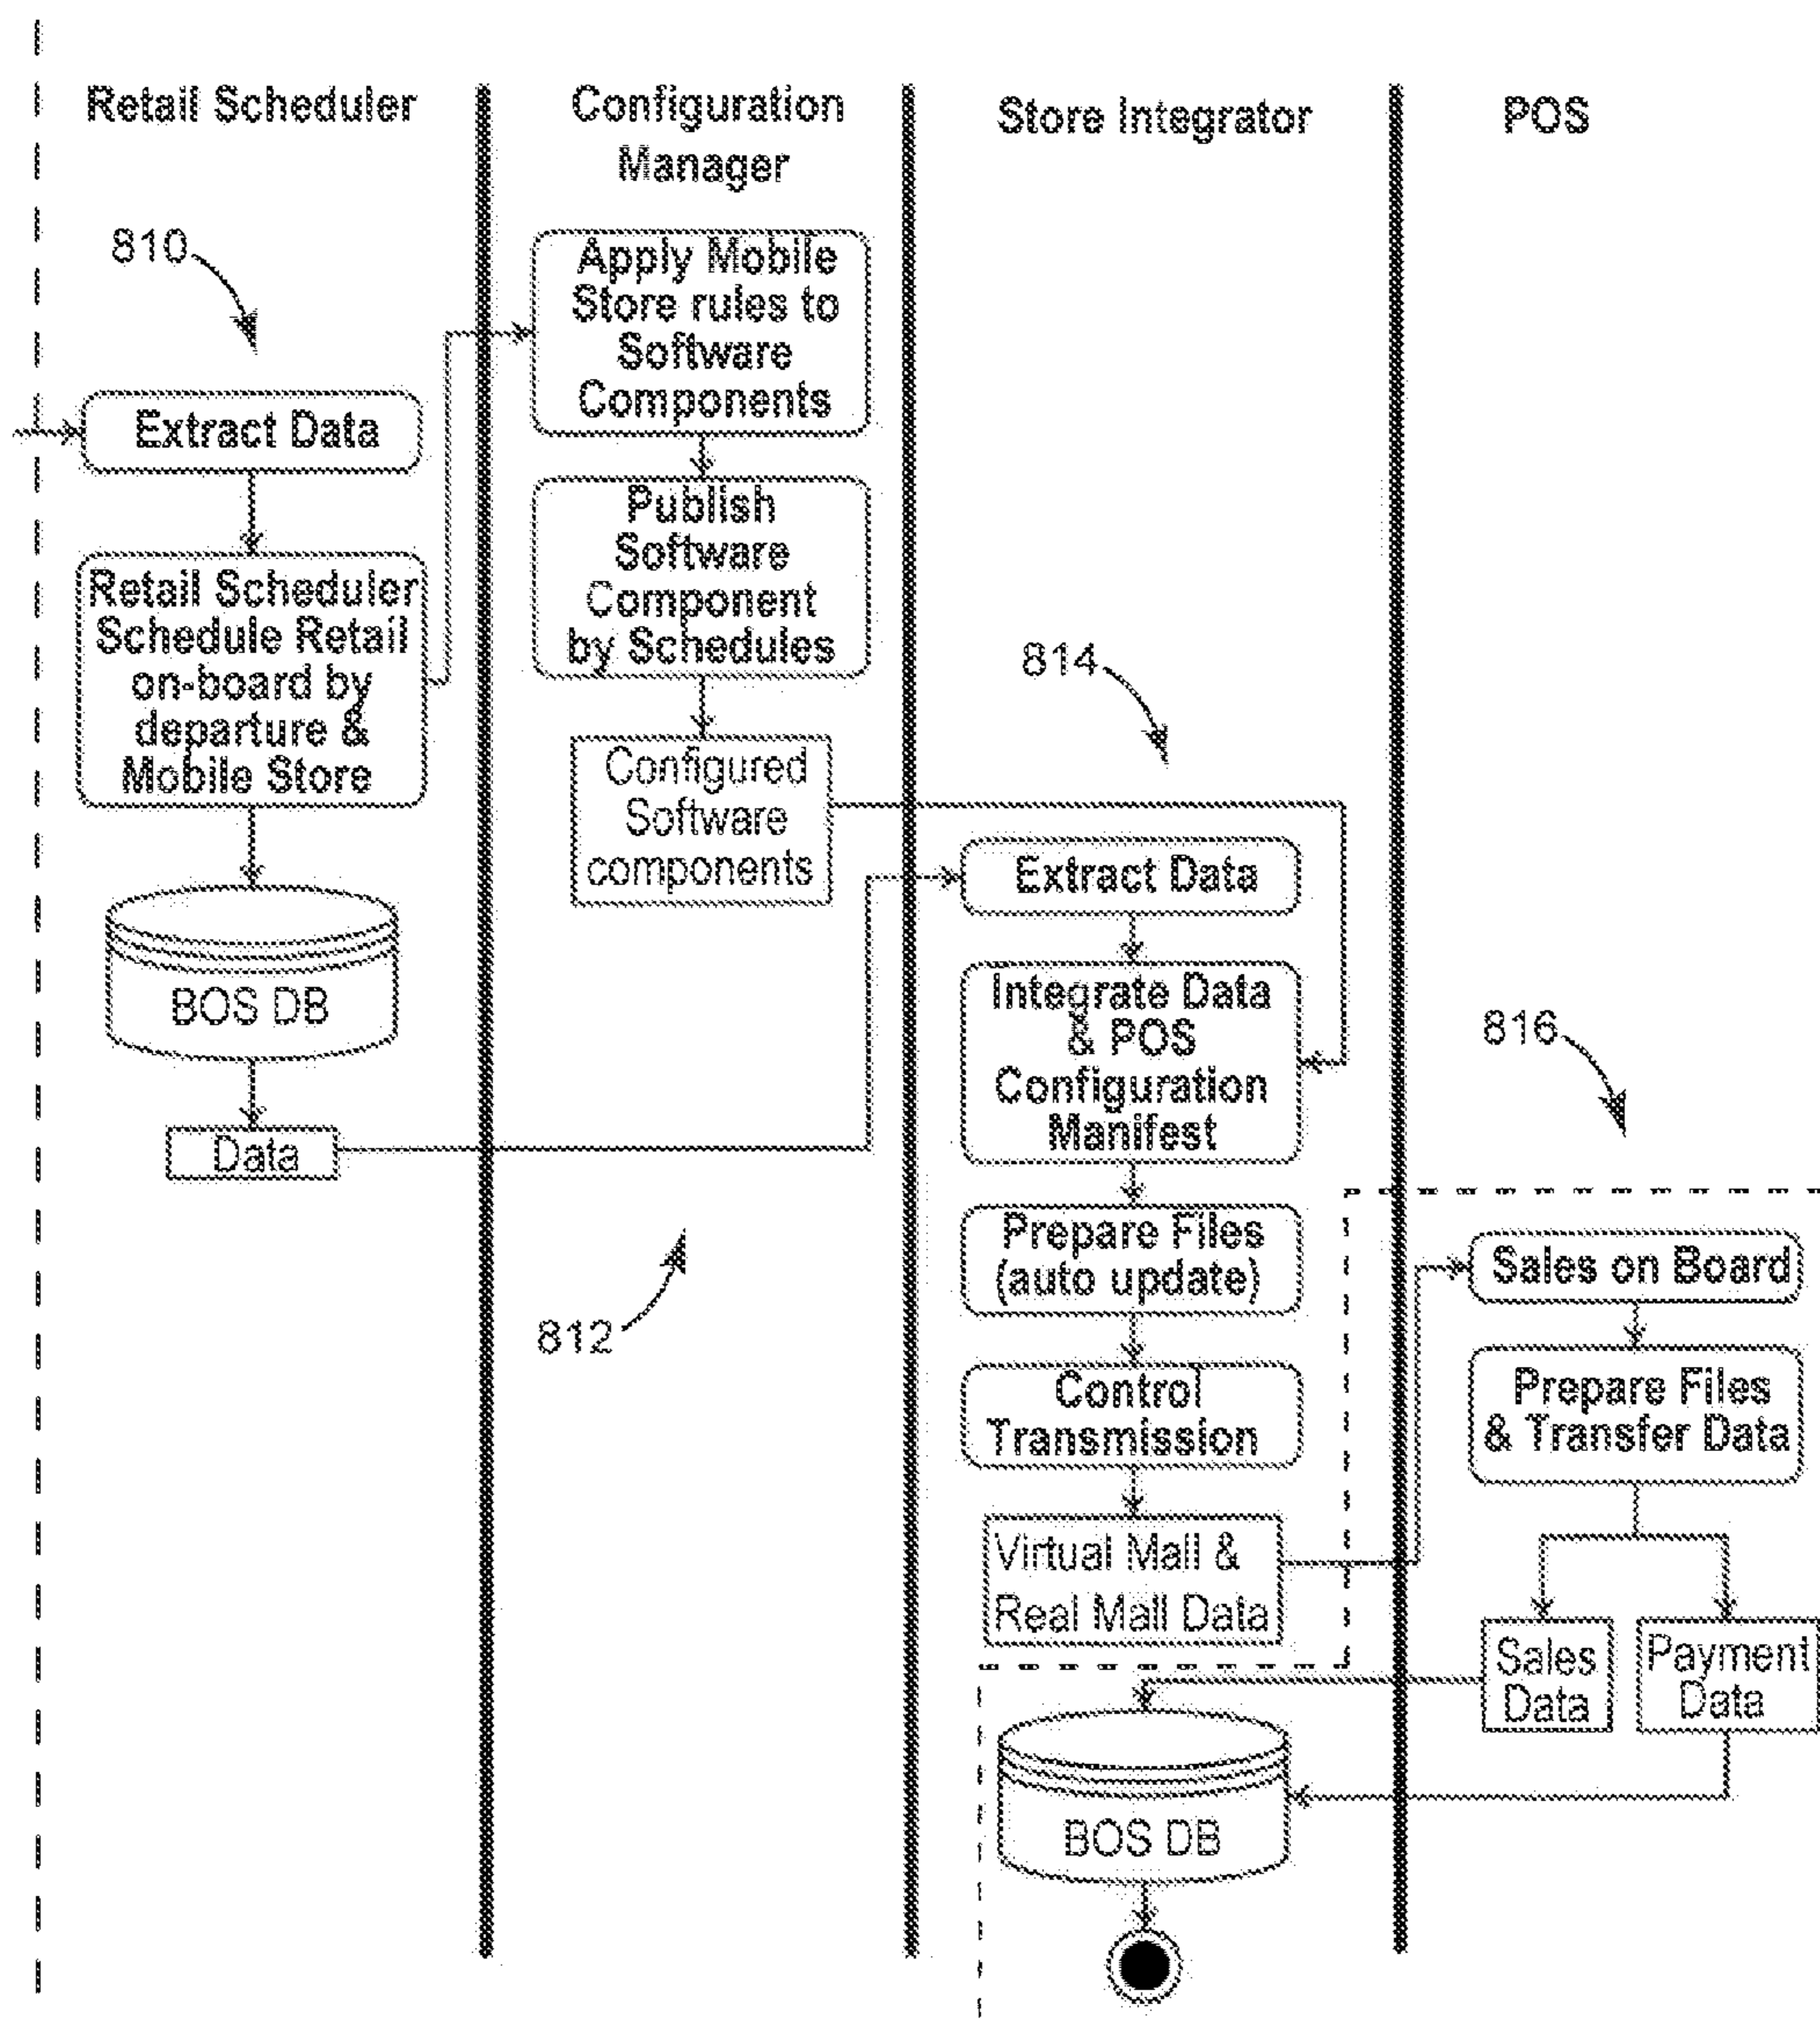 Retail Scheduler
810
Extract Data
Retail Scheduler
Schedule Retail
on-board by
departure &
Mobile Store
BOS DB
Data
Configuration
Manager
Apply Mobile
Store rules to
Software
Components
Publish
Software
Component
by Schedules
Configured
Software
components
812
Store Integrator
814
Extract Data
Integrate Data
& POS
Configuration
Manifest
Prepare Files
(auto update)
Control
Transmission
Virtual Mall &
Real Mall Data
BOS DB
POS
816
Sales on Board
Prepare Files
& Transfer Data
Sales
Data
Payment
Data